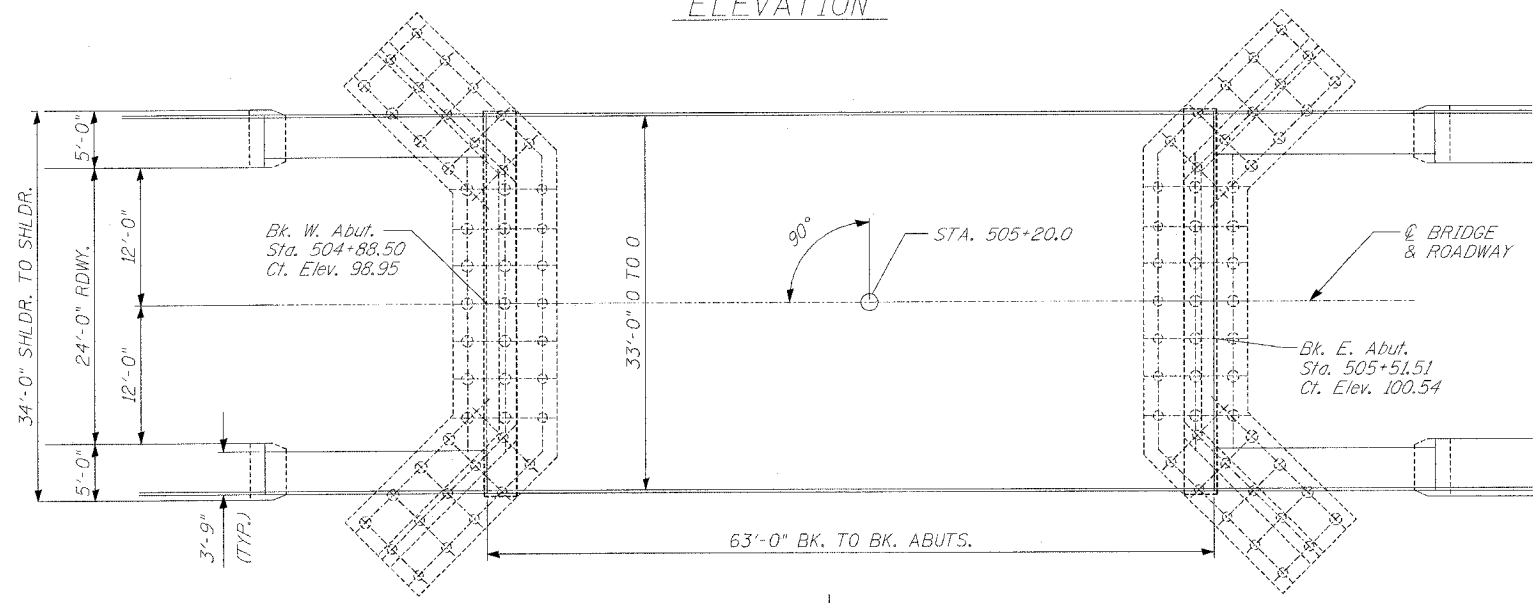 ELEVATION
5'-0"
34'-0" SHLDR. TO SHLDR.
24'-0" RDWY.
12'-0"
12'-0"
5'-0"
3'-9"
(TYP.)
Bk. W. Abut.
Sta. 504+88.50
Ct. Elev. 98.95
33'-0" O TO O
90°
STA. 505+20.0
℄ BRIDGE
& ROADWAY
Bk. E. Abut.
Sta. 505+51.51
Ct. Elev. 100.54
63'-0" BK. TO BK. ABUTS.